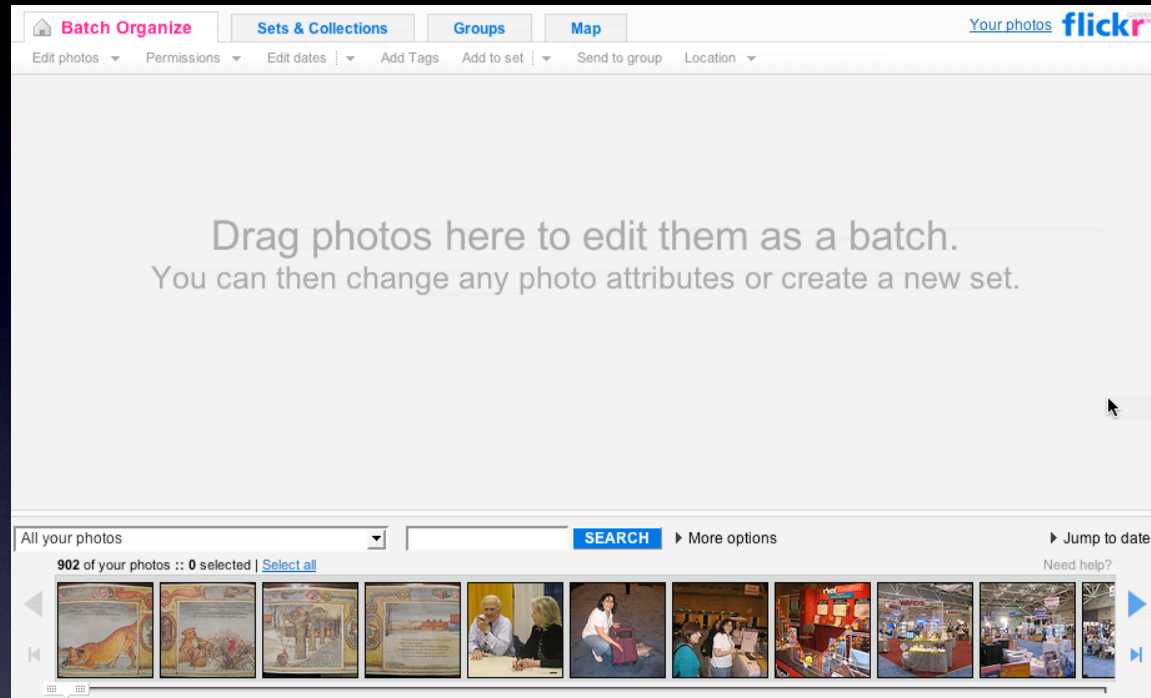 Batch Organize Sets & Collections Groups Map Your photos flickr
Edit photos Permissions Edit dates Add Tags Add to set Send to group Location
Drag photos here to edit them as a batch.
You can then change any photo attributes or create a new set.
All your photos SEARCH More options Jump to date
902 of your photos :: 0 selected | Select all Need help?